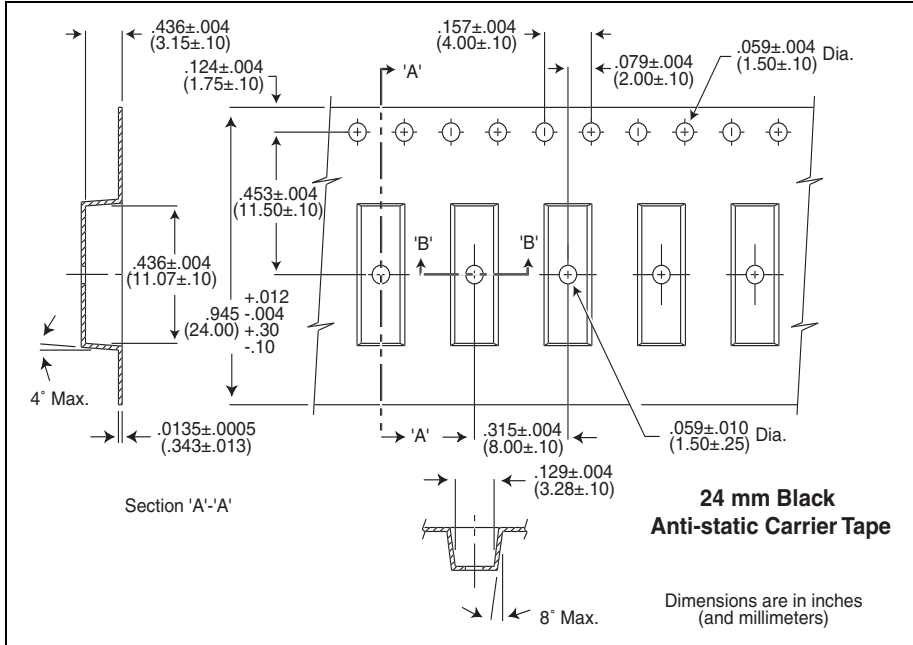 .436±.004
(3.15±.10)
.157±.004
(4.00±.10)
.059±.004 Dia.
(1.50±.10)
.079±.004
(2.00±.10)
.124±.004
(1.75±.10)
'A'
.453±.004
(11.50±.10)
'B'
'B'
.436±.004
(11.07±.10)
.945 +.012 -.004
(24.00) +.30 -.10
4° Max.
.0135±.0005
(.343±.013)
'A'
.315±.004
(8.00±.10)
.059±.010 Dia.
(1.50±.25)
.129±.004
(3.28±.10)
Section 'A'-'A'
24 mm Black
Anti-static Carrier Tape
8° Max.
Dimensions are in inches
(and millimeters)